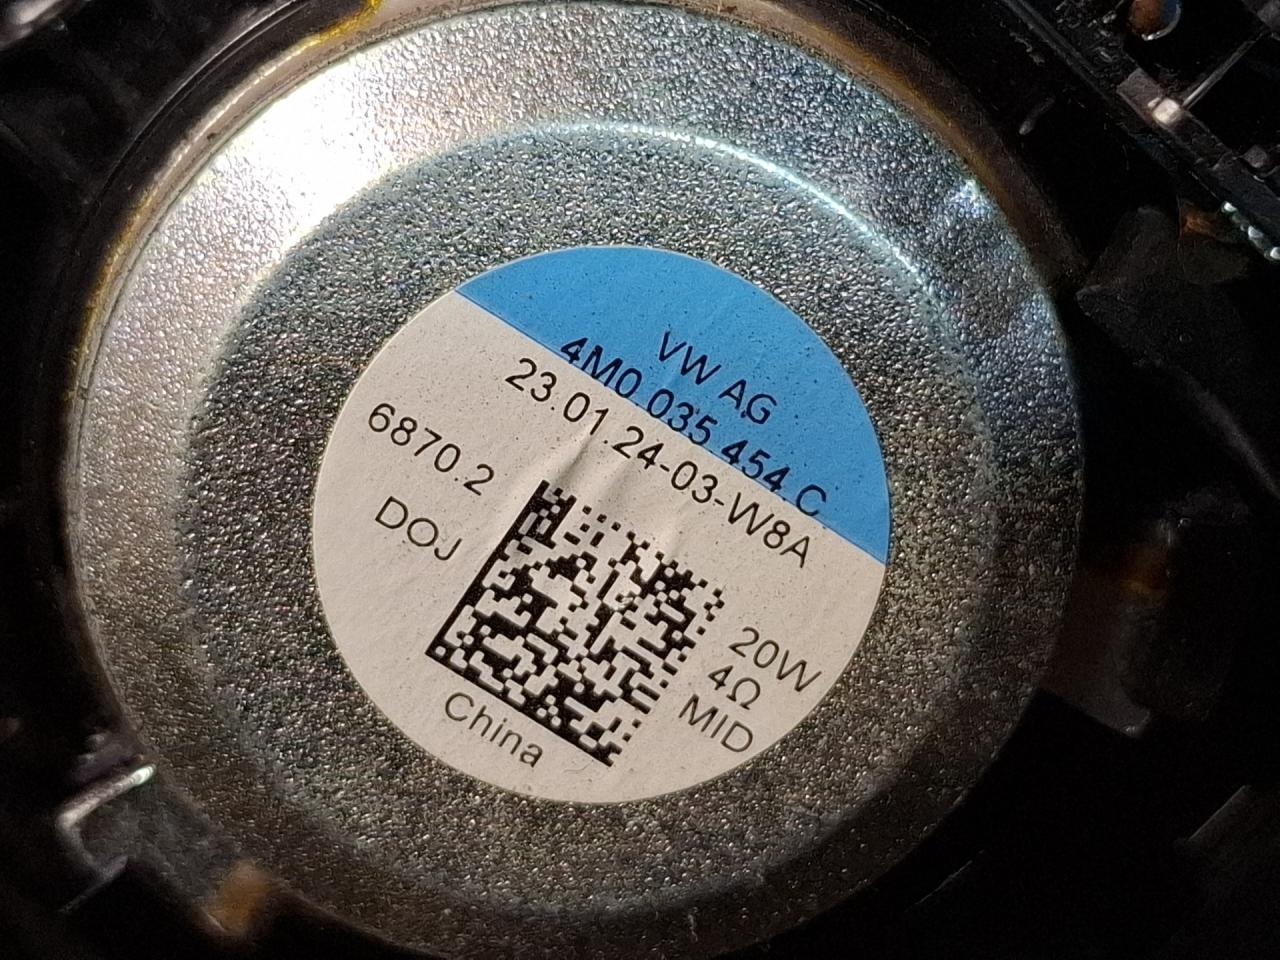 VW AG
4M0 035 454 C
23.01.24-03-W8A
6870.2
DOJ
20W
4Ω
MID
China